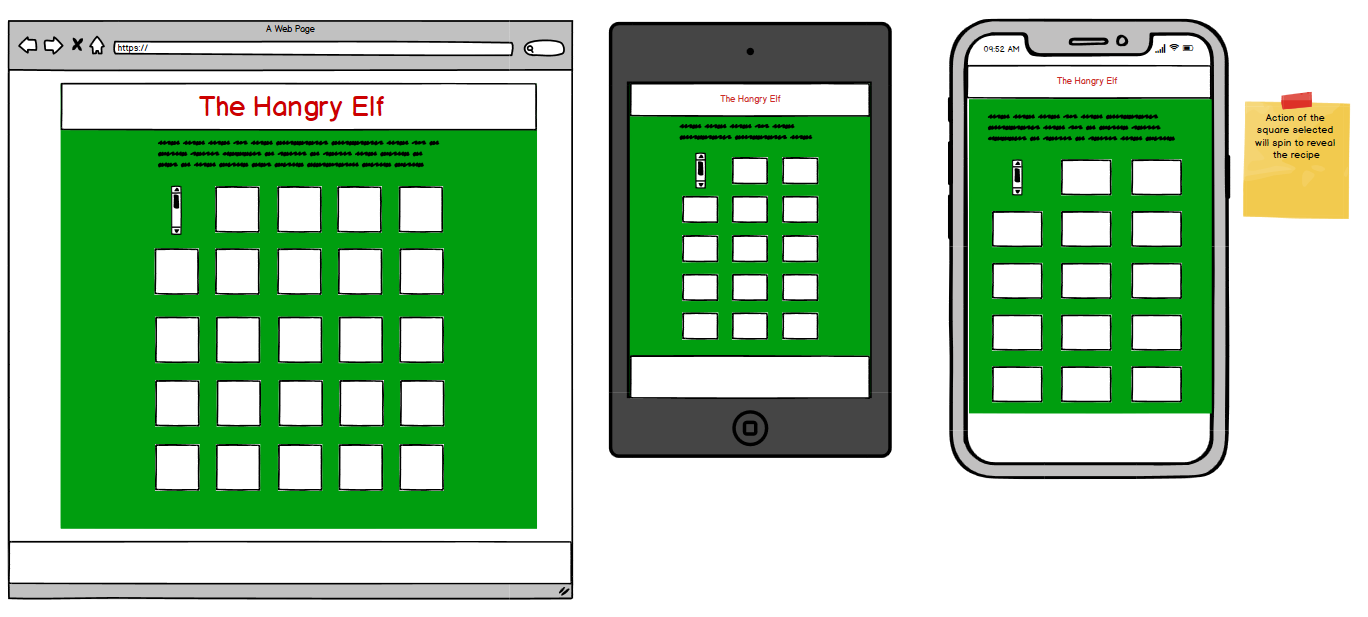 A Web Page
https://
The Hangry Elf
The Hangry Elf
09:52 AM
The Hangry Elf
Action of the
square selected
will spin to reveal
the recipe